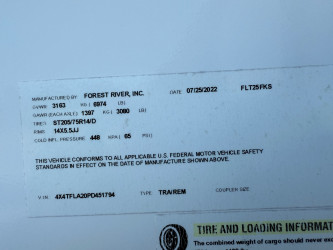 MANUFACTURED BY FOREST RIVER, INC. DATE 07/25/2022 FLT25FKS
GVWR 3163 KG ( 6974 LB)
GAWR (EACH AXLE) 1397 KG ( 3080 LB)
TIRES ST205/75R14/D
RIMS 14X5.5JJ
COLD INFL. PRESSURE 448 KPA ( 65 PSI)
THIS VEHICLE CONFORMS TO ALL APPLICABLE U.S. FEDERAL MOTOR VEHICLE SAFETY
STANDARDS IN EFFECT ON THE DATE OF MANUFACTURE SHOWN ABOVE.
V.I.N. 4X4TFLA20PD451794 TYPE TRA/REM COUPLER SIZE
TIRE AND LOADING INFORMAT
The combined weight of cargo should never exce